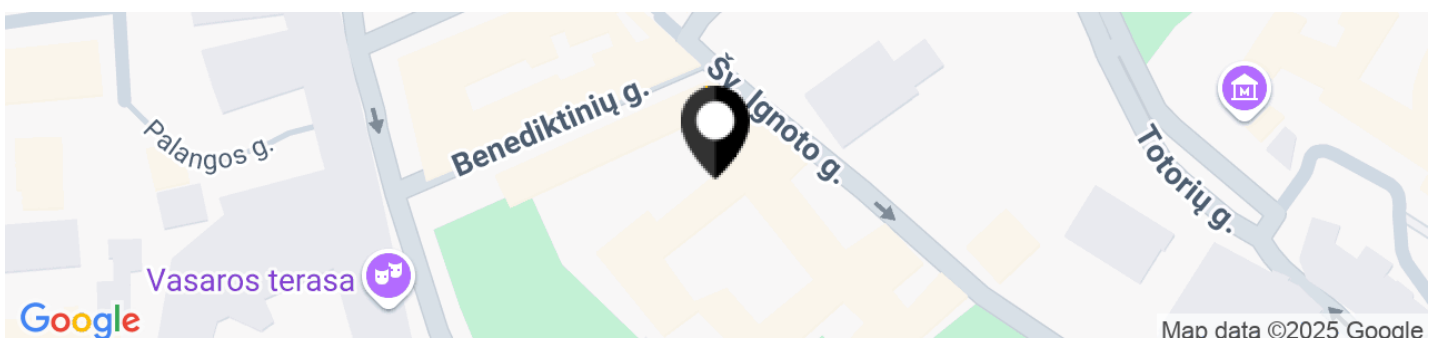 Šv. Ignoto g.
Benediktinių g.
Palangos g.
Totorių g.
Vasaros terasa
M
Google
Map data ©2025 Google